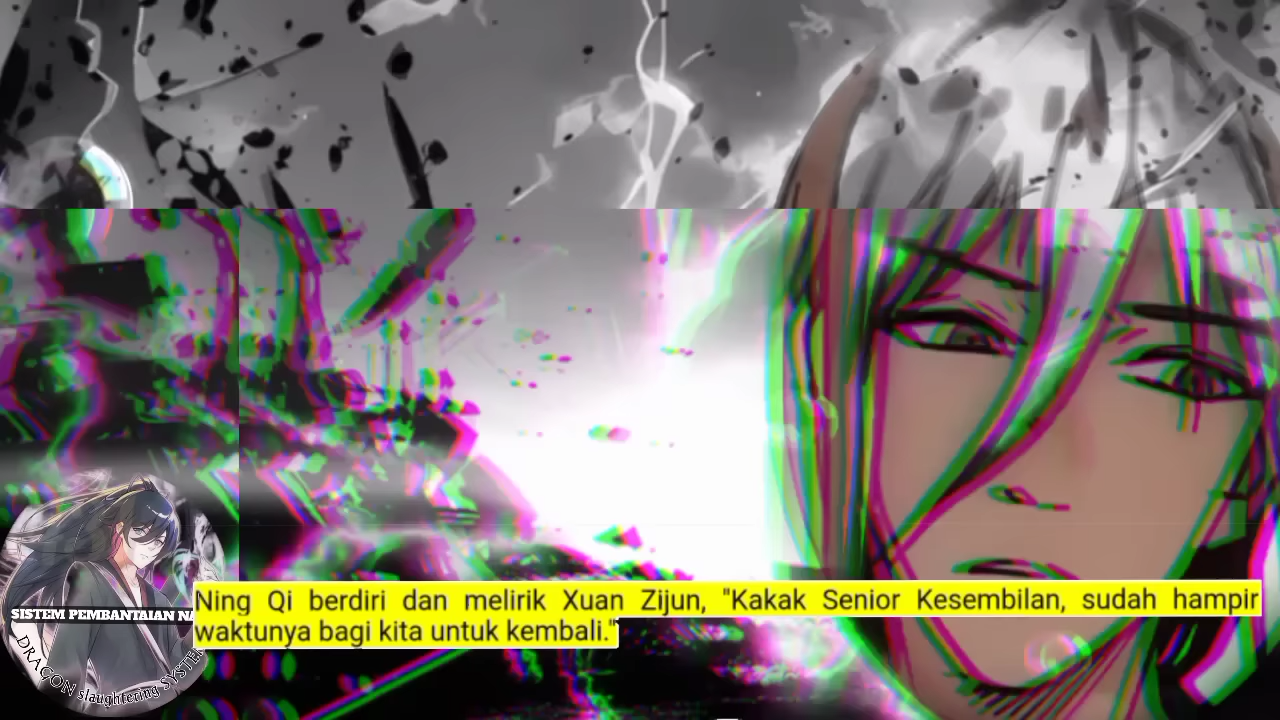 Ning Qi berdiri dan melirik Xuan Zijun, "Kakak Senior Kesembilan, sudah hampir
waktunya bagi kita untuk kembali."
SISTEM PEMBANTAIAN NA
DRAGON slaughtering SYSTE